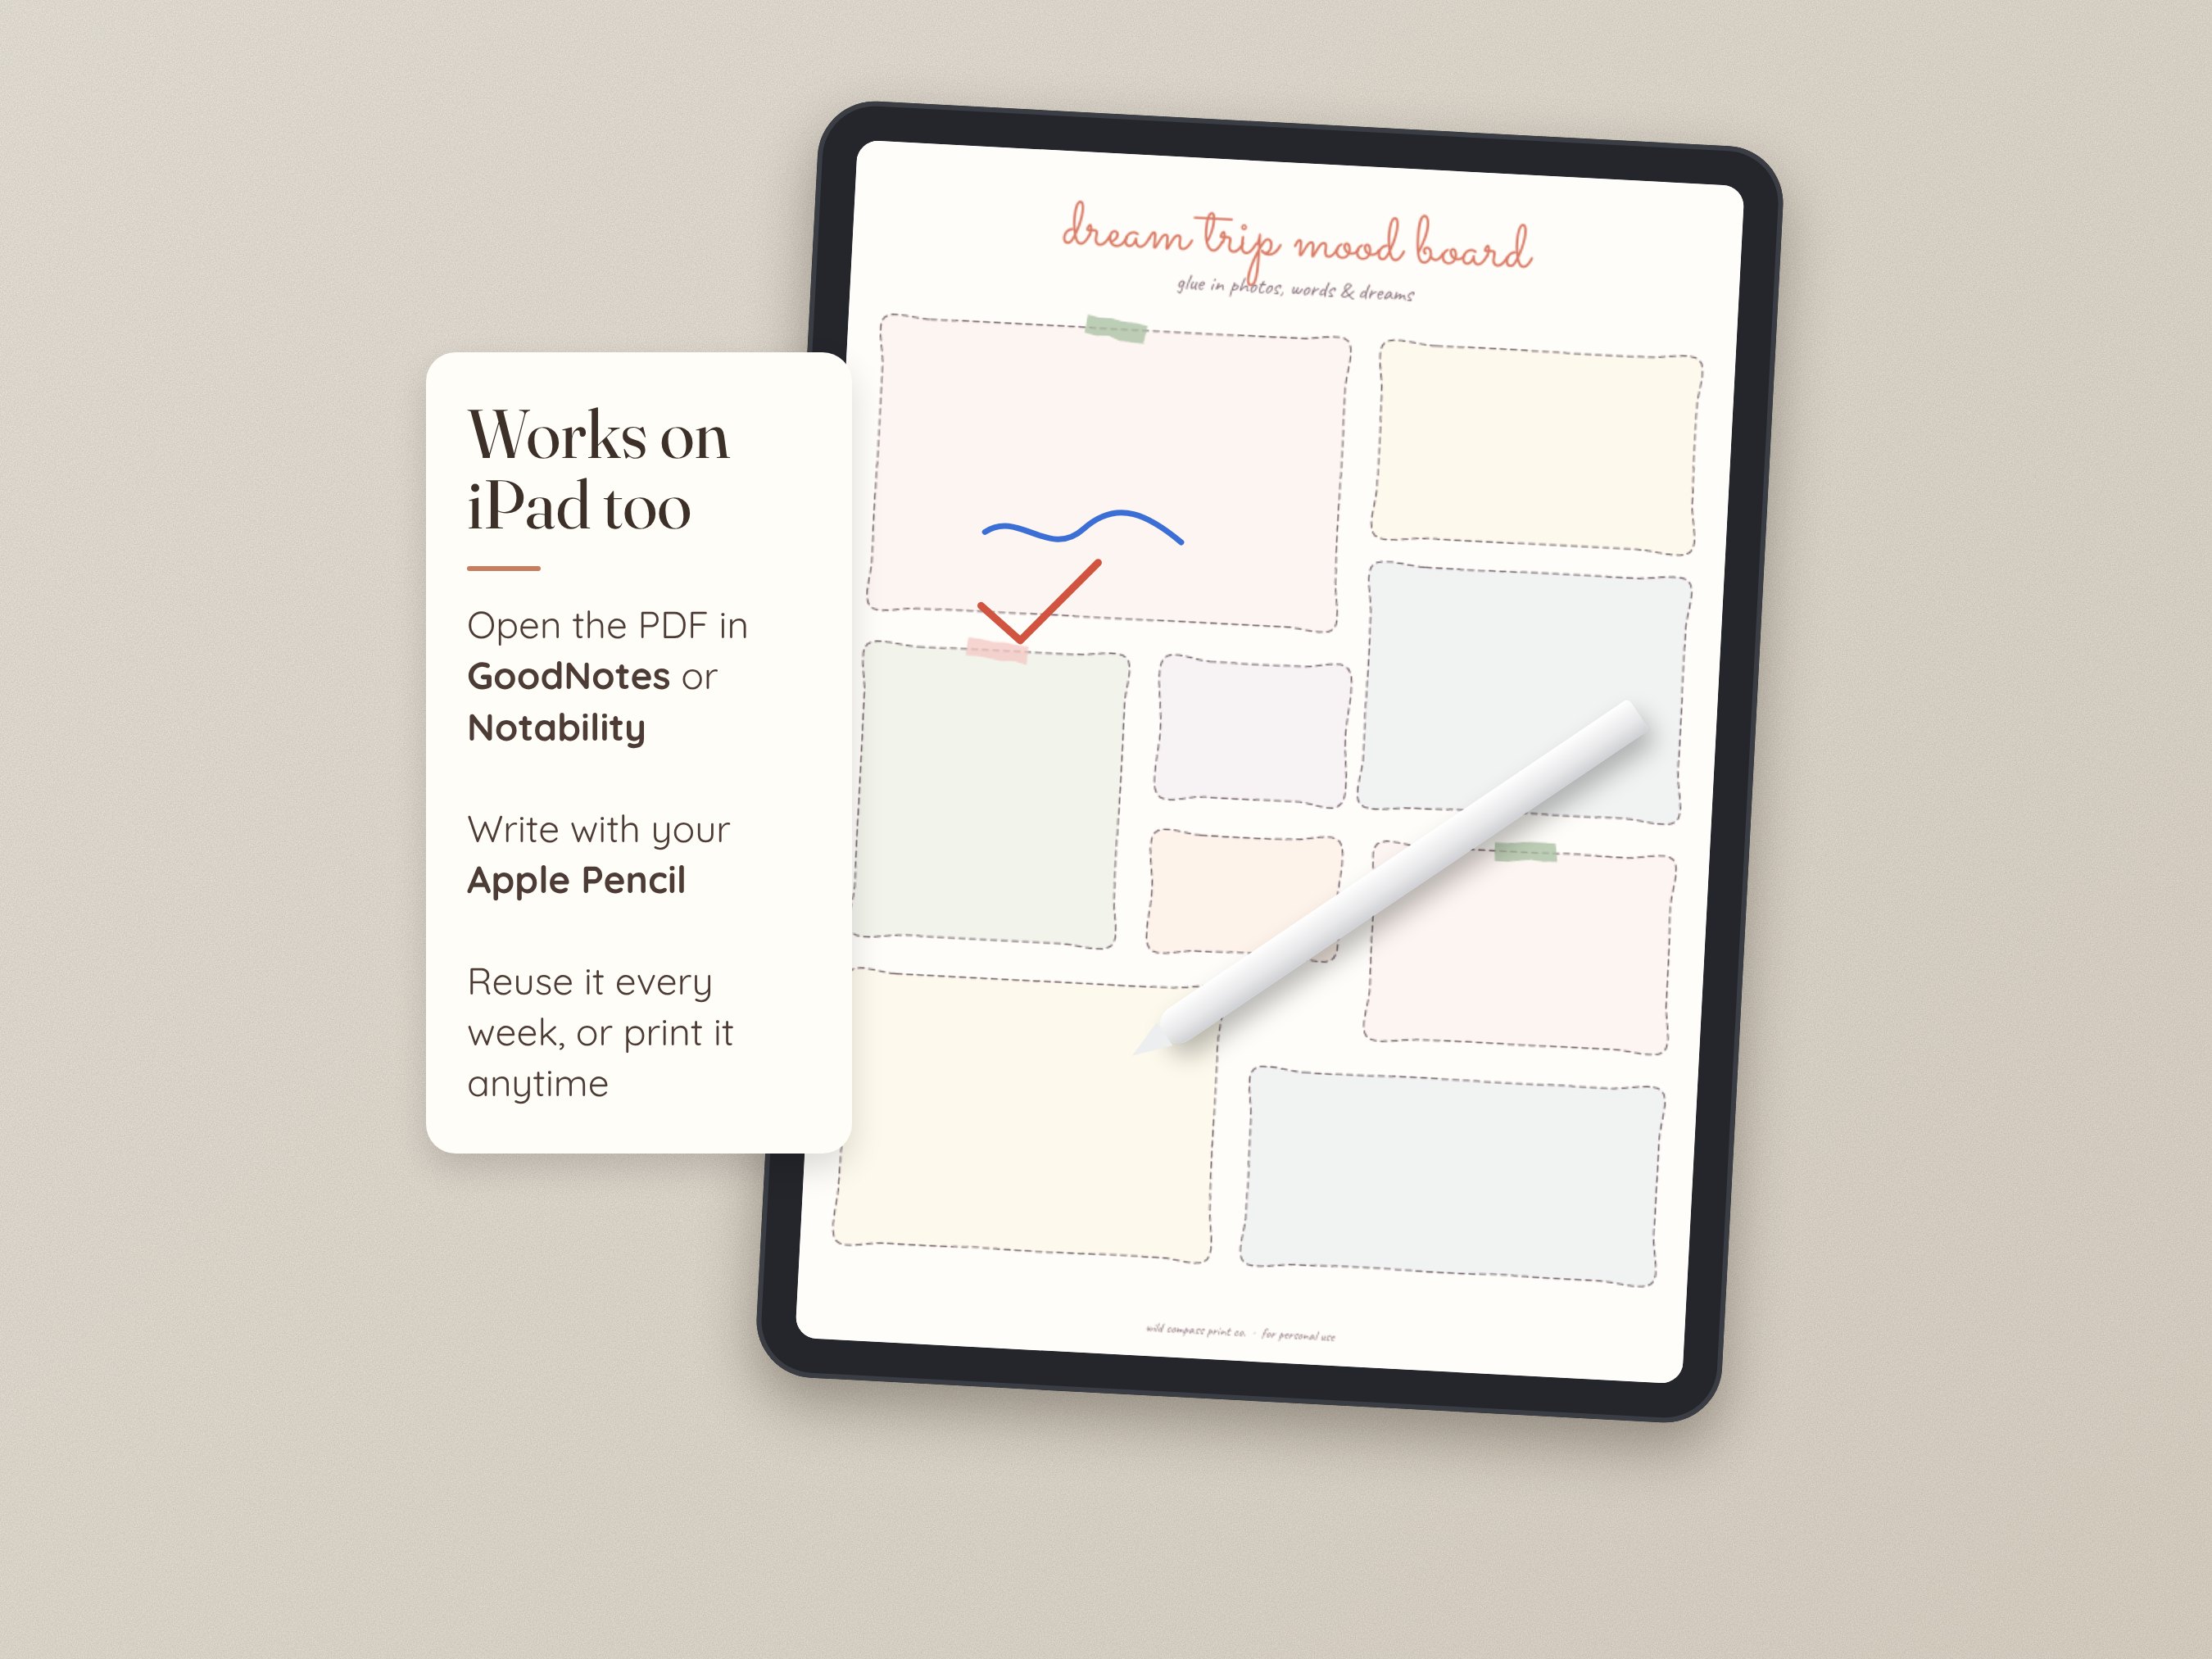 dream trip mood board
glue in photos, words & dreams
Works on
iPad too
Open the PDF in
GoodNotes or
Notability
Write with your
Apple Pencil
Reuse it every
week, or print it
anytime
wild compass print co. · for personal use